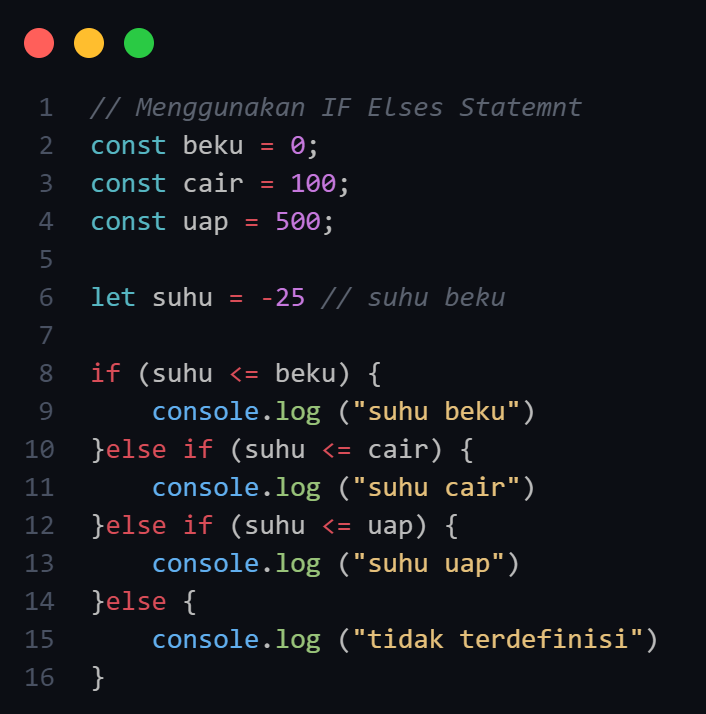 1 // Menggunakan IF Elses Statemnt
2 const beku = 0;
3 const cair = 100;
4 const uap = 500;
5
6 let suhu = -25 // suhu beku
7
8 if (suhu <= beku) {
9     console.log ("suhu beku")
10 }else if (suhu <= cair) {
11     console.log ("suhu cair")
12 }else if (suhu <= uap) {
13     console.log ("suhu uap")
14 }else {
15     console.log ("tidak terdefinisi")
16 }